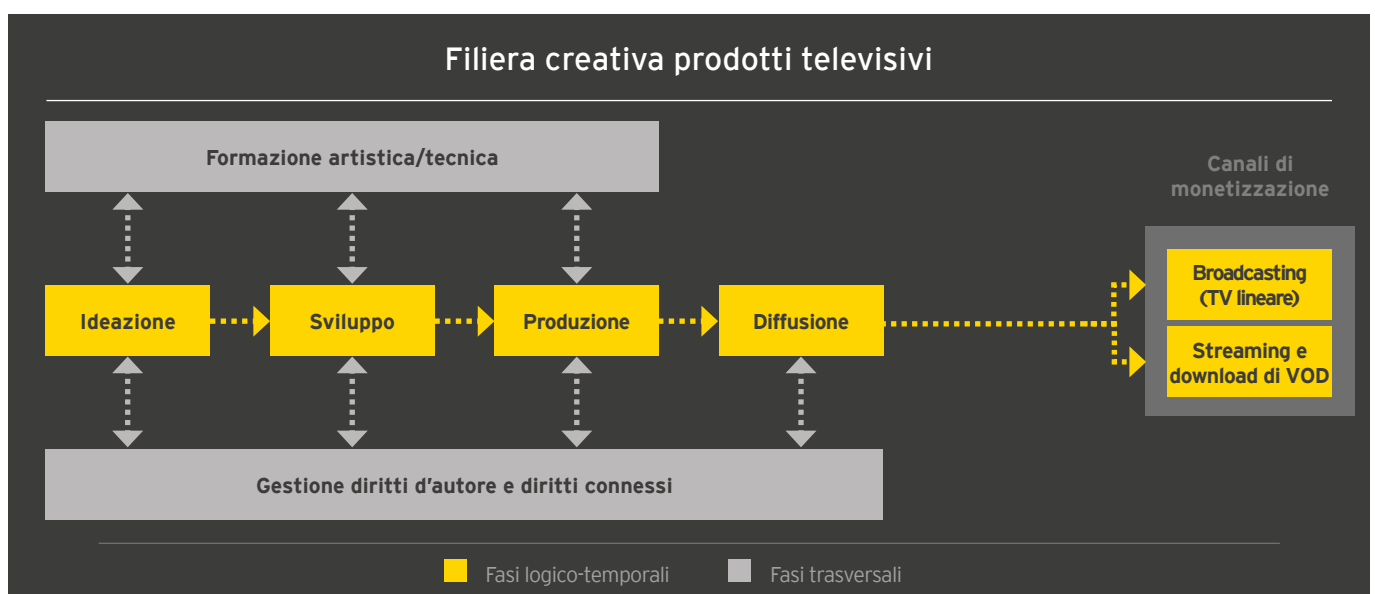 Filiera creativa prodotti televisivi
Formazione artistica/tecnica
Canali di
monetizzazione
Ideazione
Sviluppo
Produzione
Diffusione
Broadcasting
(TV lineare)
Streaming e
download di VOD
Gestione diritti d'autore e diritti connessi
Fasi logico-temporali
Fasi trasversali